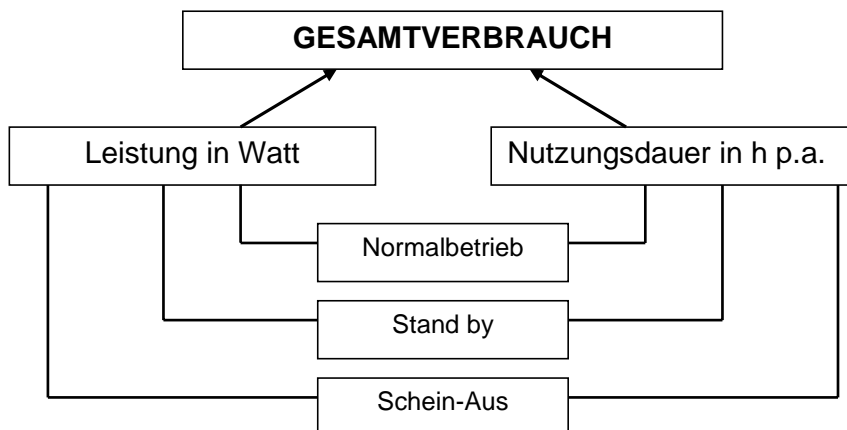 GESAMTVERBRAUCH
Leistung in Watt
Nutzungsdauer in h p.a.
Normalbetrieb
Stand by
Schein-Aus